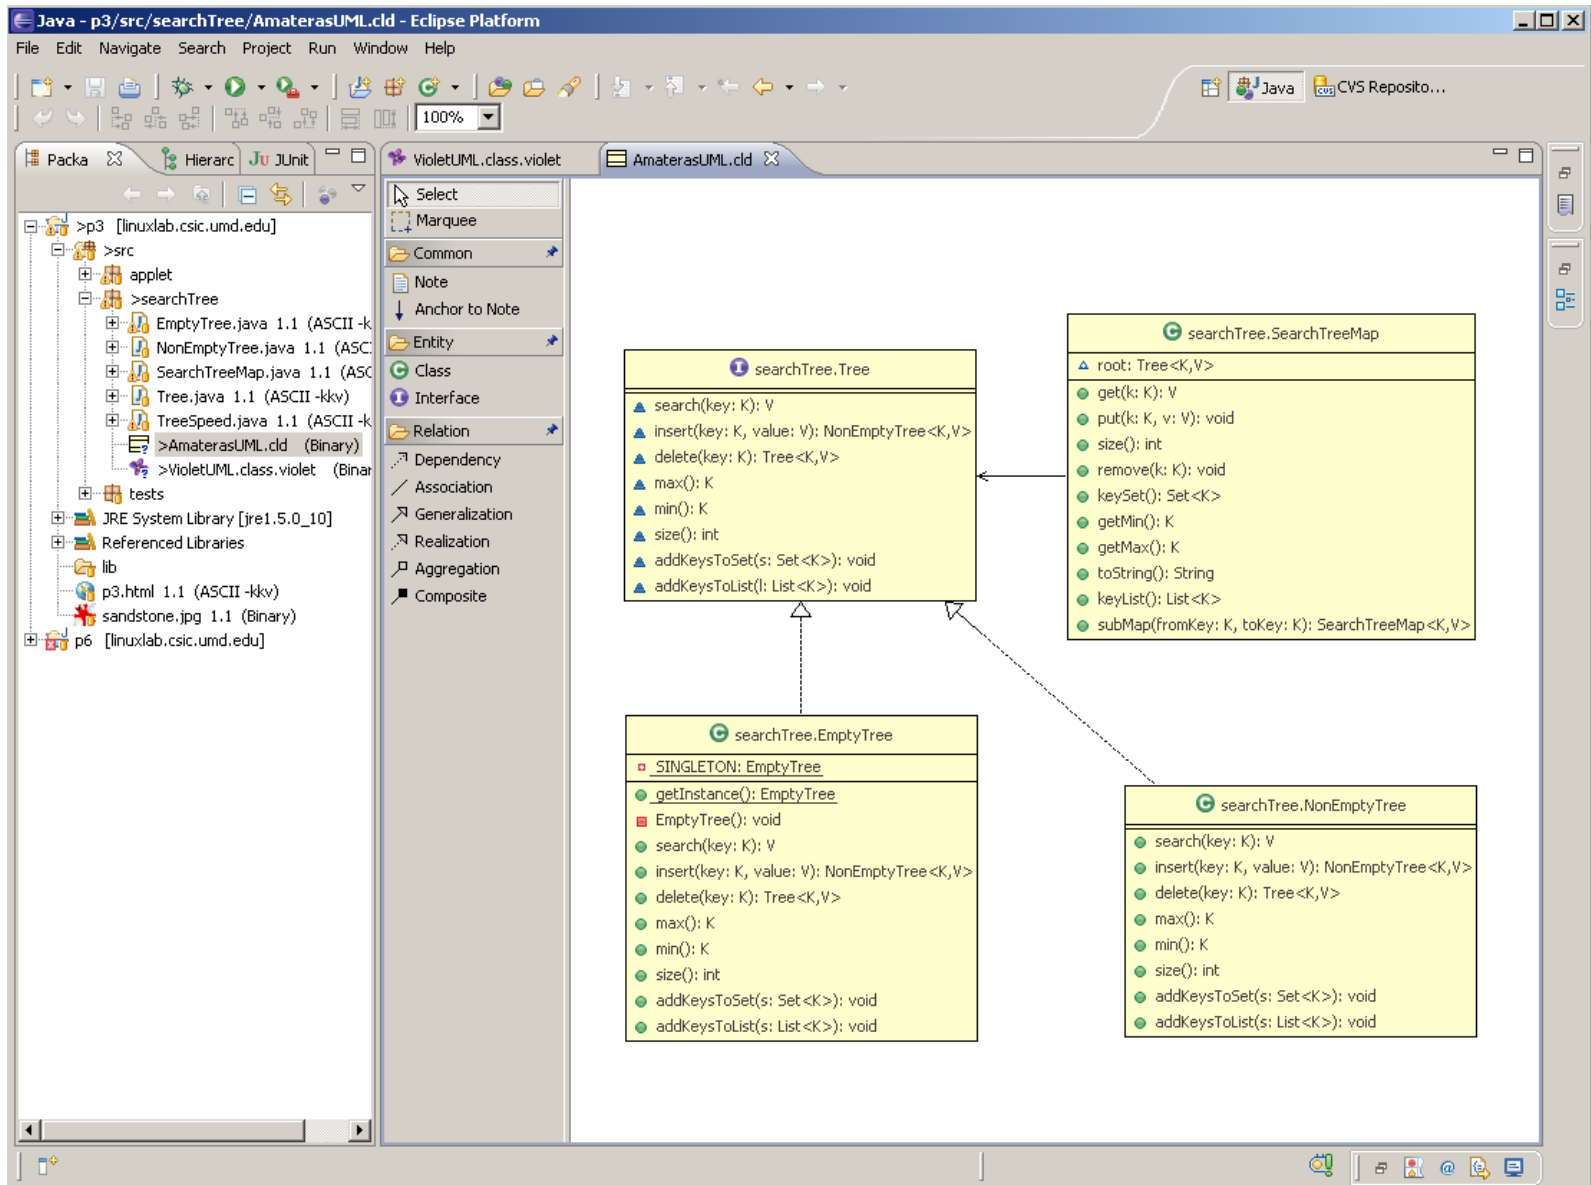 Java - p3/src/searchTree/AmaterasUML.cld - Eclipse Platform
File Edit Navigate Search Project Run Window Help
Java
CVS Reposito...
100%
Packa
Hierarc
JUnit
VioletUML.class.violet
AmaterasUML.cld
>p3 [linuxlab.csic.umd.edu]
>src
applet
>searchTree
EmptyTree.java 1.1 (ASCII -k
NonEmptyTree.java 1.1 (ASC
SearchTreeMap.java 1.1 (ASC
Tree.java 1.1 (ASCII -kkv)
TreeSpeed.java 1.1 (ASCII -k
>AmaterasUML.cld (Binary)
>VioletUML.class.violet (Binar
tests
JRE System Library [jre1.5.0_10]
Referenced Libraries
lib
p3.html 1.1 (ASCII -kkv)
sandstone.jpg 1.1 (Binary)
p6 [linuxlab.csic.umd.edu]
Select
Marquee
Common
Note
Anchor to Note
Entity
Class
Interface
Relation
Dependency
Association
Generalization
Realization
Aggregation
Composite
searchTree.Tree
search(key: K): V
insert(key: K, value: V): NonEmptyTree<K,V>
delete(key: K): Tree<K,V>
max(): K
min(): K
size(): int
addKeysToSet(s: Set<K>): void
addKeysToList(l: List<K>): void
searchTree.SearchTreeMap
root: Tree<K,V>
get(k: K): V
put(k: K, v: V): void
size(): int
remove(k: K): void
keySet(): Set<K>
getMin(): K
getMax(): K
toString(): String
keyList(): List<K>
subMap(fromKey: K, toKey: K): SearchTreeMap<K,V>
searchTree.EmptyTree
SINGLETON: EmptyTree
getInstance(): EmptyTree
EmptyTree(): void
search(key: K): V
insert(key: K, value: V): NonEmptyTree<K,V>
delete(key: K): Tree<K,V>
max(): K
min(): K
size(): int
addKeysToSet(s: Set<K>): void
addKeysToList(s: List<K>): void
searchTree.NonEmptyTree
search(key: K): V
insert(key: K, value: V): NonEmptyTree<K,V>
delete(key: K): Tree<K,V>
max(): K
min(): K
size(): int
addKeysToSet(s: Set<K>): void
addKeysToList(s: List<K>): void